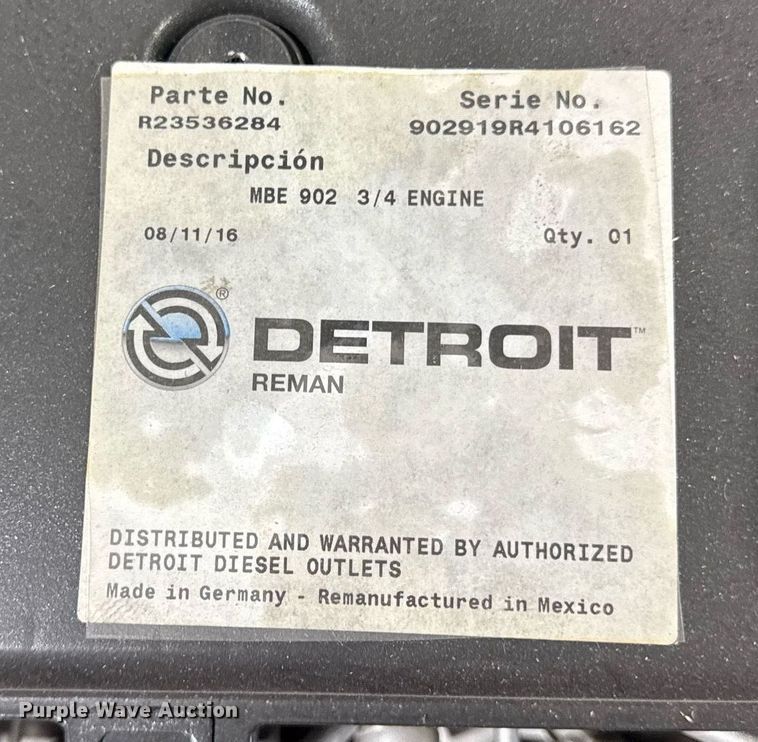 Parte No.
Serie No.
R23536284
902919R4106162
Descripción
MBE 902 3/4 ENGINE
08/11/16
Qty. 01
®
DETROIT™
REMAN
DISTRIBUTED AND WARRANTED BY AUTHORIZED
DETROIT DIESEL OUTLETS
Made in Germany - Remanufactured in Mexico
Purple Wave Auction